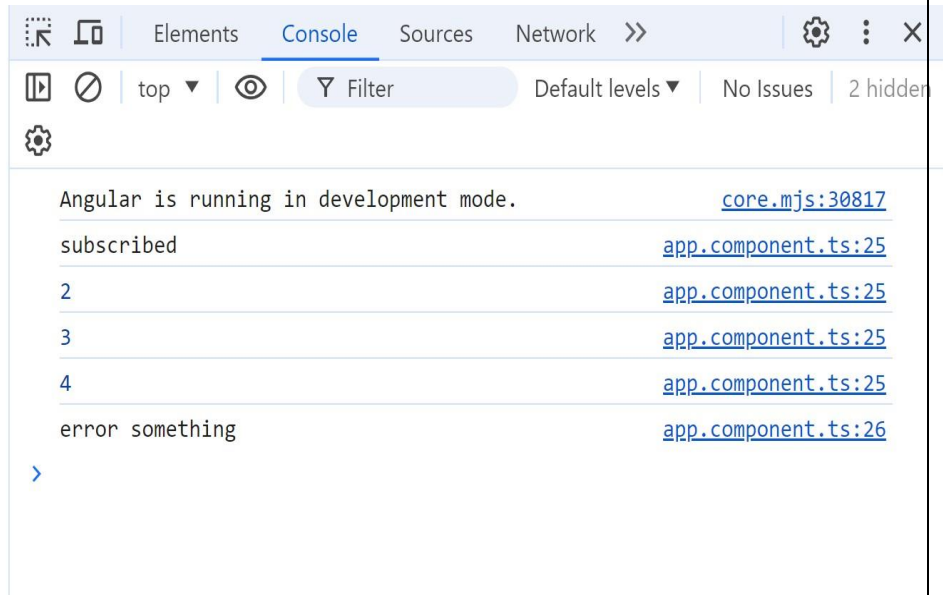 Elements Console Sources Network
top Filter Default levels No Issues 2 hidden
Angular is running in development mode. core.mjs:30817
subscribed app.component.ts:25
2 app.component.ts:25
3 app.component.ts:25
4 app.component.ts:25
error something app.component.ts:26